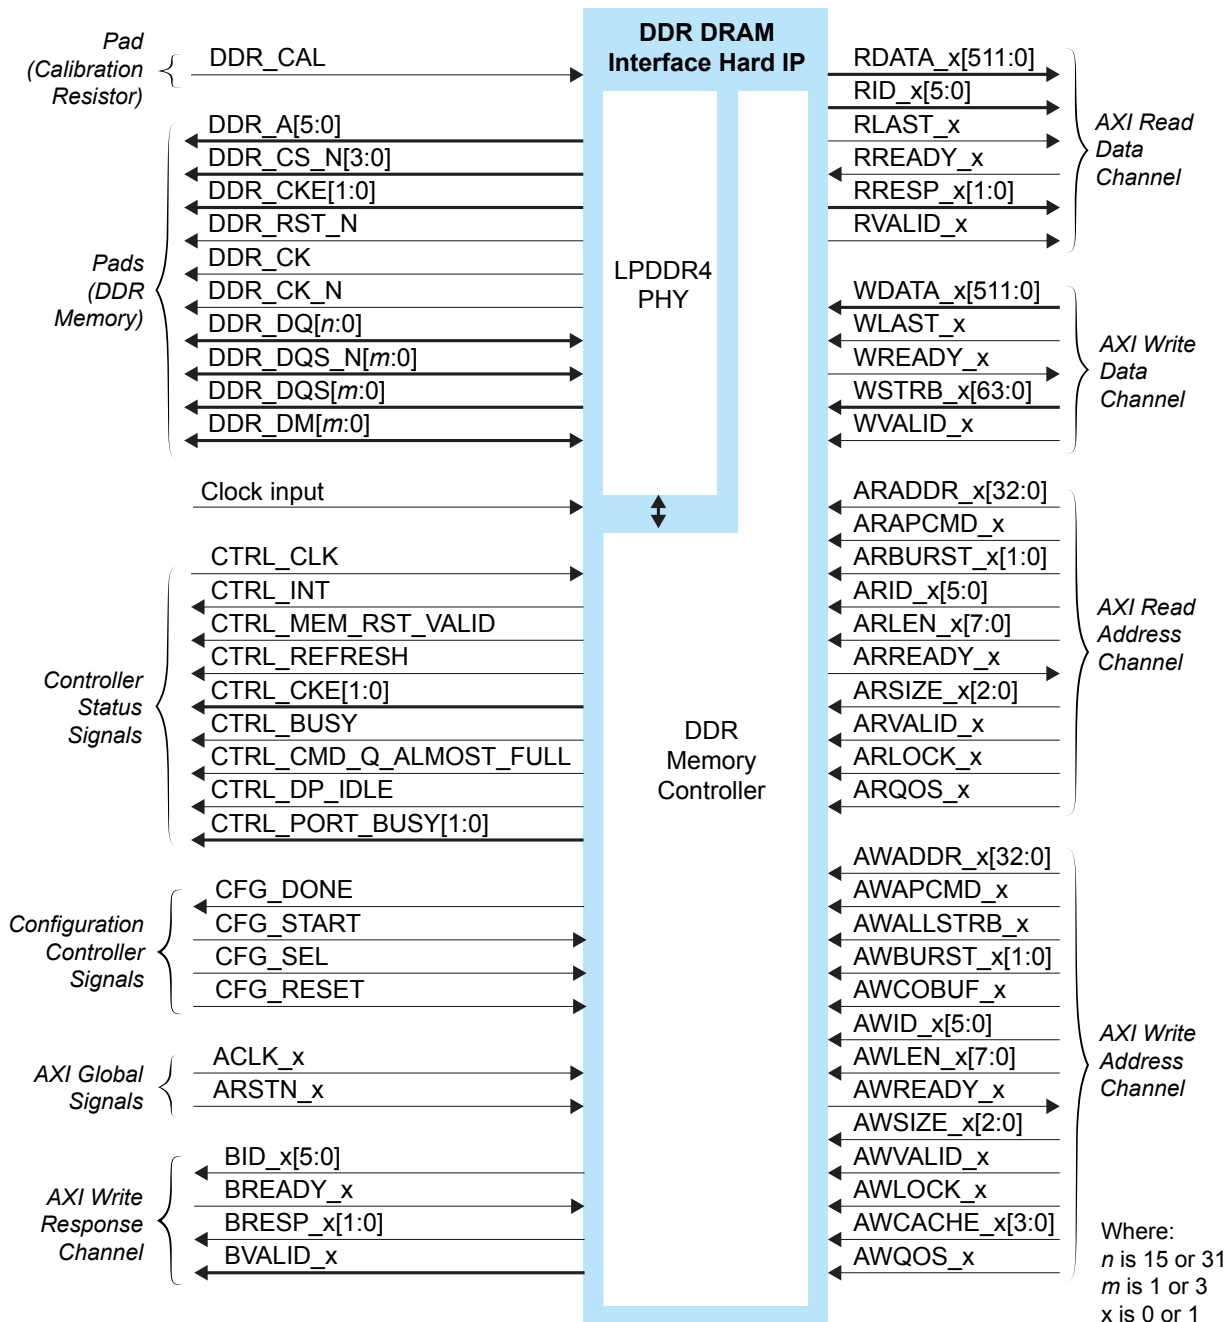 DDR DRAM
Interface Hard IP
Pad
(Calibration
Resistor)
DDR_CAL
Pads
(DDR
Memory)
DDR_A[5:0]
DDR_CS_N[3:0]
DDR_CKE[1:0]
DDR_RST_N
DDR_CK
DDR_CK_N
DDR_DQ[n:0]
DDR_DQS_N[m:0]
DDR_DQS[m:0]
DDR_DM[m:0]
Clock input
Controller
Status
Signals
CTRL_CLK
CTRL_INT
CTRL_MEM_RST_VALID
CTRL_REFRESH
CTRL_CKE[1:0]
CTRL_BUSY
CTRL_CMD_Q_ALMOST_FULL
CTRL_DP_IDLE
CTRL_PORT_BUSY[1:0]
Configuration
Controller
Signals
CFG_DONE
CFG_START
CFG_SEL
CFG_RESET
AXI Global
Signals
ACLK_x
ARSTN_x
AXI Write
Response
Channel
BID_x[5:0]
BREADY_x
BRESP_x[1:0]
BVALID_x
LPDDR4
PHY
DDR
Memory
Controller
RDATA_x[511:0]
RID_x[5:0]
RLAST_x
RREADY_x
RRESP_x[1:0]
RVALID_x
AXI Read
Data
Channel
WDATA_x[511:0]
WLAST_x
WREADY_x
WSTRB_x[63:0]
WVALID_x
AXI Write
Data
Channel
ARADDR_x[32:0]
ARAPCMD_x
ARBURST_x[1:0]
ARID_x[5:0]
ARLEN_x[7:0]
ARREADY_x
ARSIZE_x[2:0]
ARVALID_x
ARLOCK_x
ARQOS_x
AXI Read
Address
Channel
AWADDR_x[32:0]
AWAPCMD_x
AWALLSTRB_x
AWBURST_x[1:0]
AWCOBUF_x
AWID_x[5:0]
AWLEN_x[7:0]
AWREADY_x
AWSIZE_x[2:0]
AWVALID_x
AWLOCK_x
AWCACHE_x[3:0]
AWQOS_x
AXI Write
Address
Channel
Where:
n is 15 or 31
m is 1 or 3
x is 0 or 1